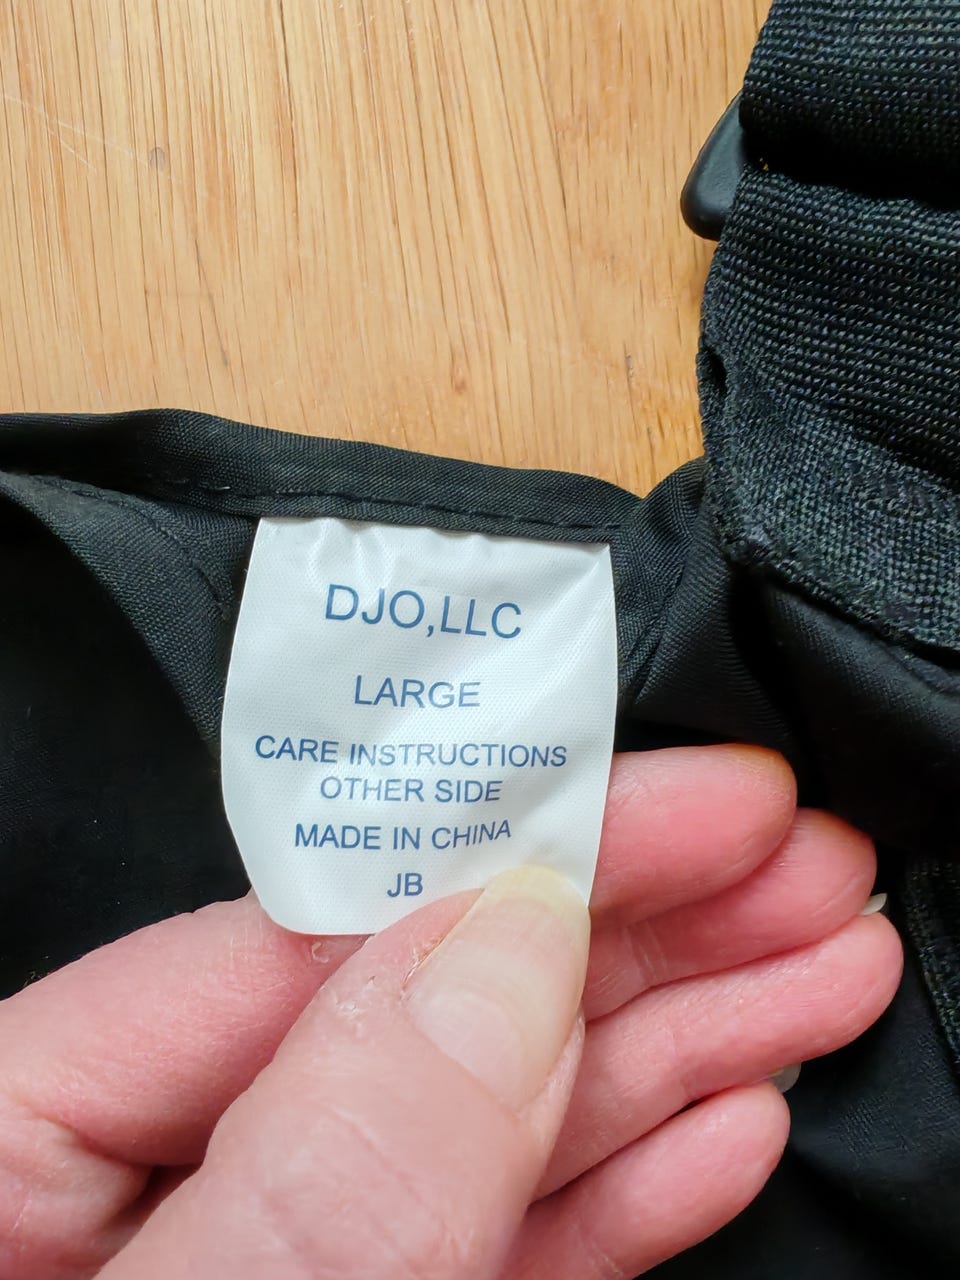 DJO,LLC
LARGE
CARE INSTRUCTIONS
OTHER SIDE
MADE IN CHINA
JB